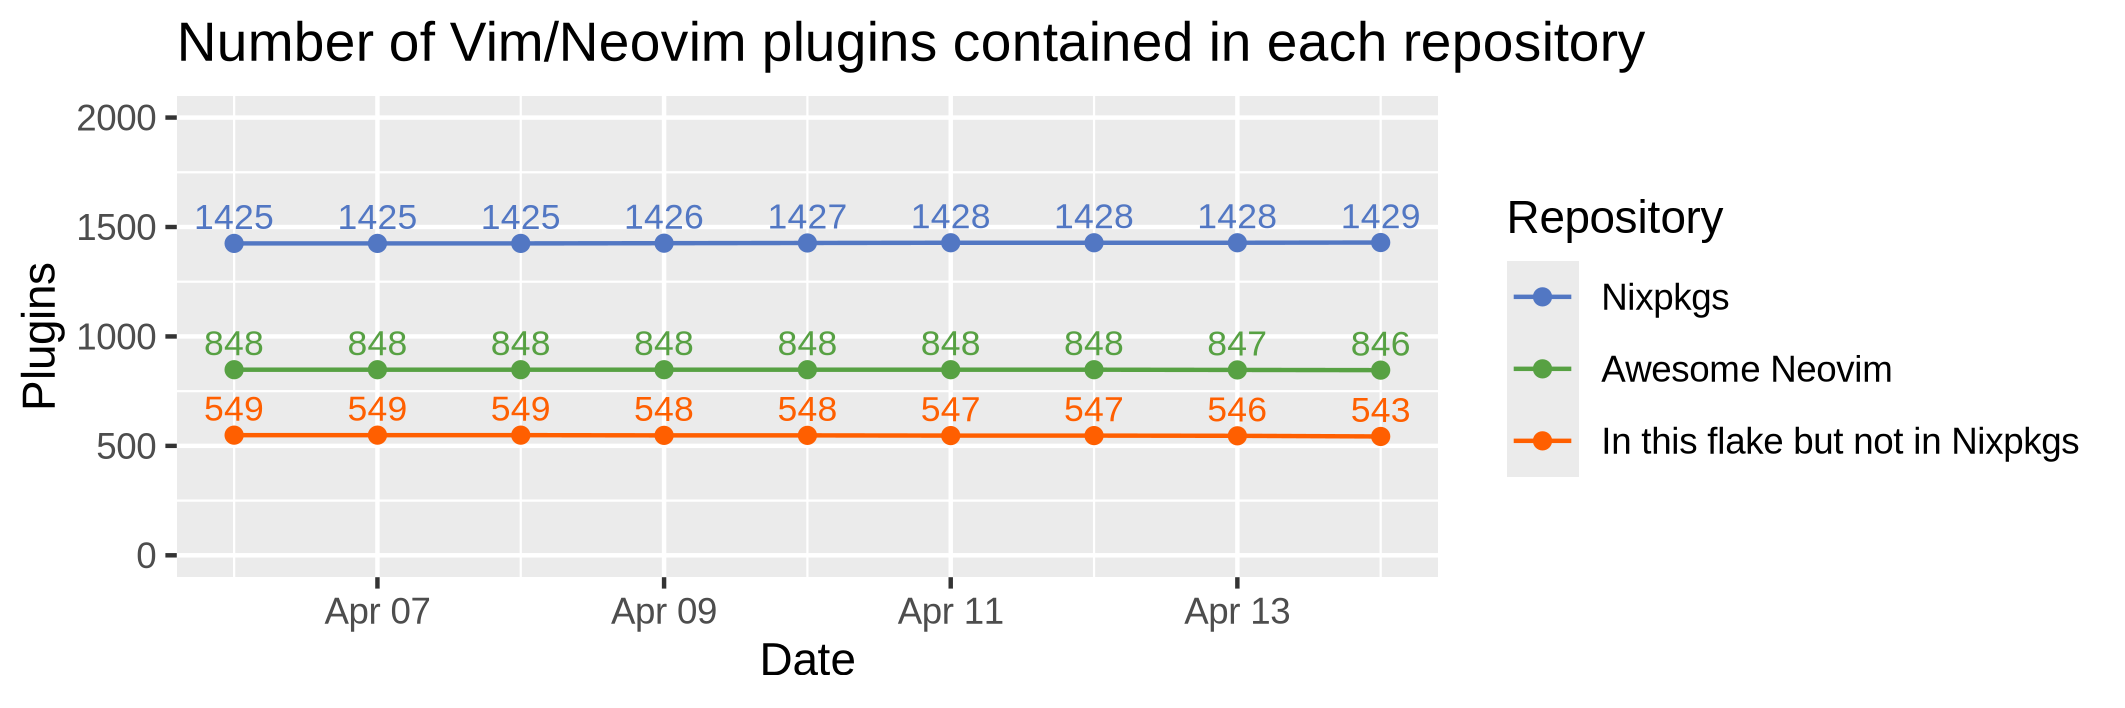 Number of Vim/Neovim plugins contained in each repository
Plugins
2000
1500
1000
500
0
1425 1425 1425 1426 1427 1428 1428 1428 1429
848 848 848 848 848 848 848 847 846
549 549 549 548 548 547 547 546 543
Apr 07 Apr 09 Apr 11 Apr 13
Date
Repository
Nixpkgs
Awesome Neovim
In this flake but not in Nixpkgs